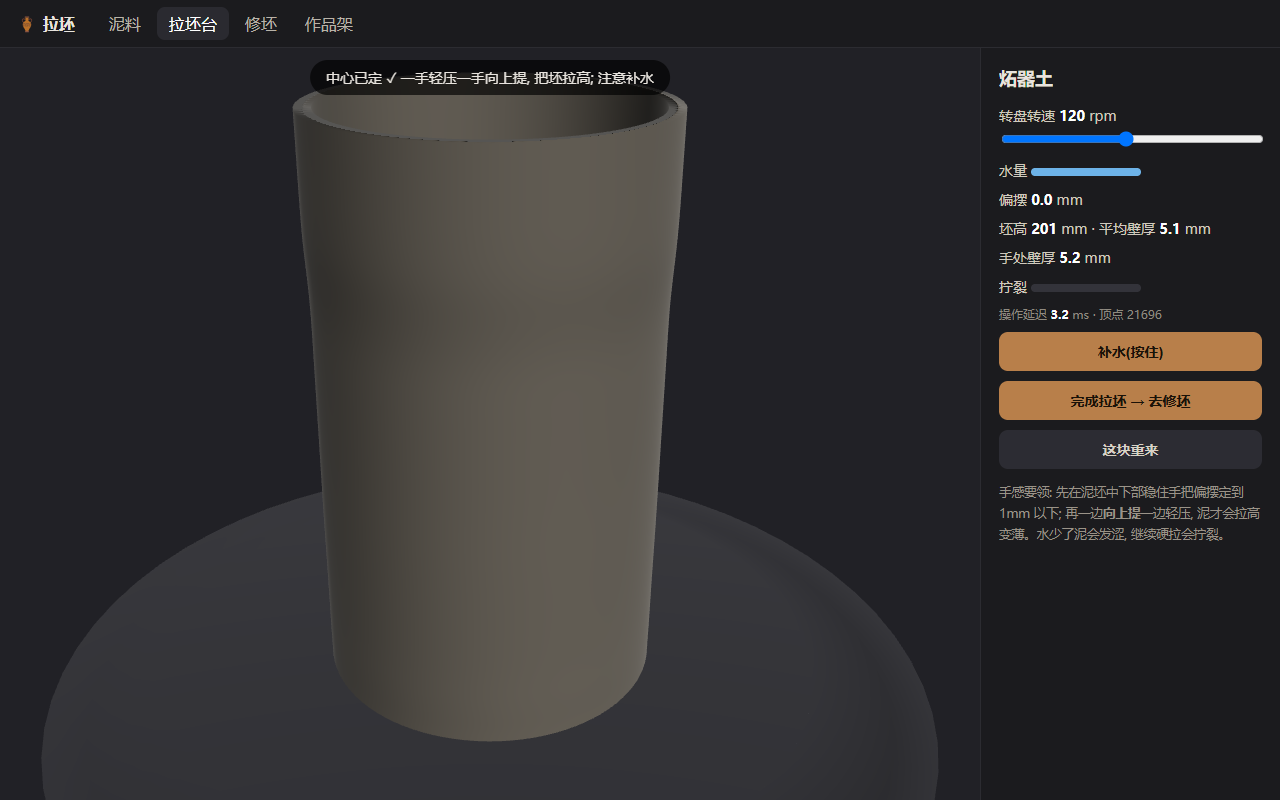 拉坯 泥料 拉坯台 修坯 作品架
中心已定 ✓ 一手轻压一手向上提, 把坯拉高; 注意补水
炻器土
转盘转速 120 rpm
水量
偏摆 0.0 mm
坯高 201 mm · 平均壁厚 5.1 mm
手处壁厚 5.2 mm
拧裂
操作延迟 3.2 ms · 顶点 21696
补水(按住)
完成拉坯 → 去修坯
这块重来
手感要领: 先在泥坯中下部稳住手把偏摆定到
1mm 以下; 再一边向上提一边轻压, 泥才会拉高
变薄。水少了泥会发涩, 继续硬拉会拧裂。